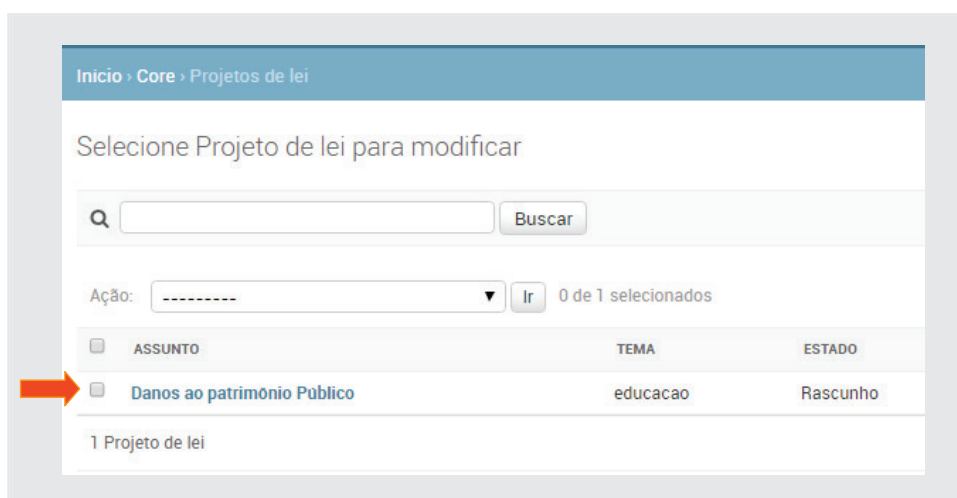 Início › Core › Projetos de lei
Selecione Projeto de lei para modificar
Buscar
Ação: --------- Ir 0 de 1 selecionados
ASSUNTO TEMA ESTADO
Danos ao patrimônio Público educacao Rascunho
1 Projeto de lei